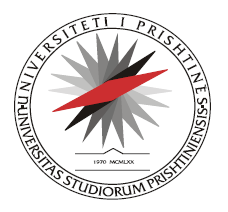 UNIVERSITETI I PRISHTINËS
UNIVERSITAS STUDIORUM PRISHTINIENSIS
1970 MCMLXX